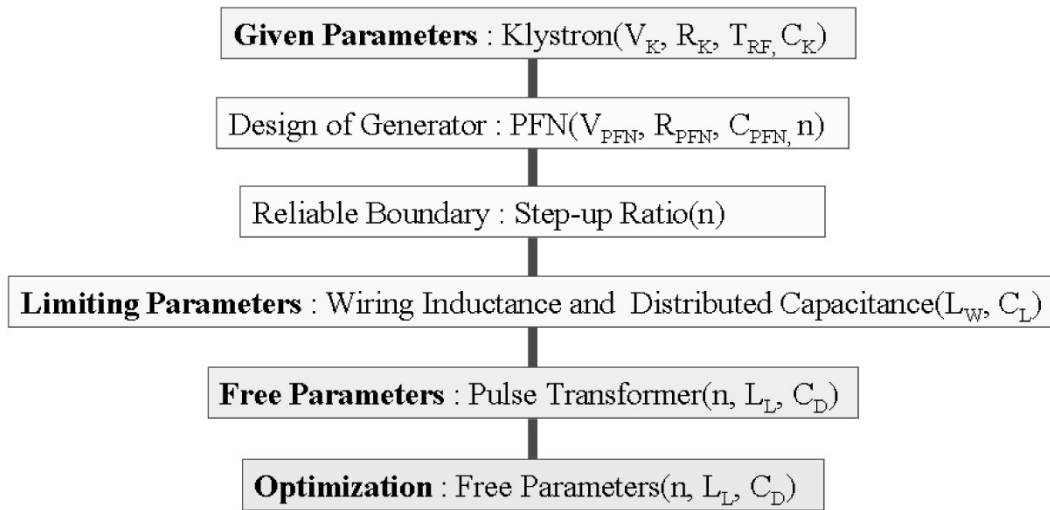 Given Parameters : Klystron(V_K, R_K, T_RF, C_K)
Design of Generator : PFN(V_PFN, R_PFN, C_PFN, n)
Reliable Boundary : Step-up Ratio(n)
Limiting Parameters : Wiring Inductance and Distributed Capacitance(L_W, C_L)
Free Parameters : Pulse Transformer(n, L_L, C_D)
Optimization : Free Parameters(n, L_L, C_D)